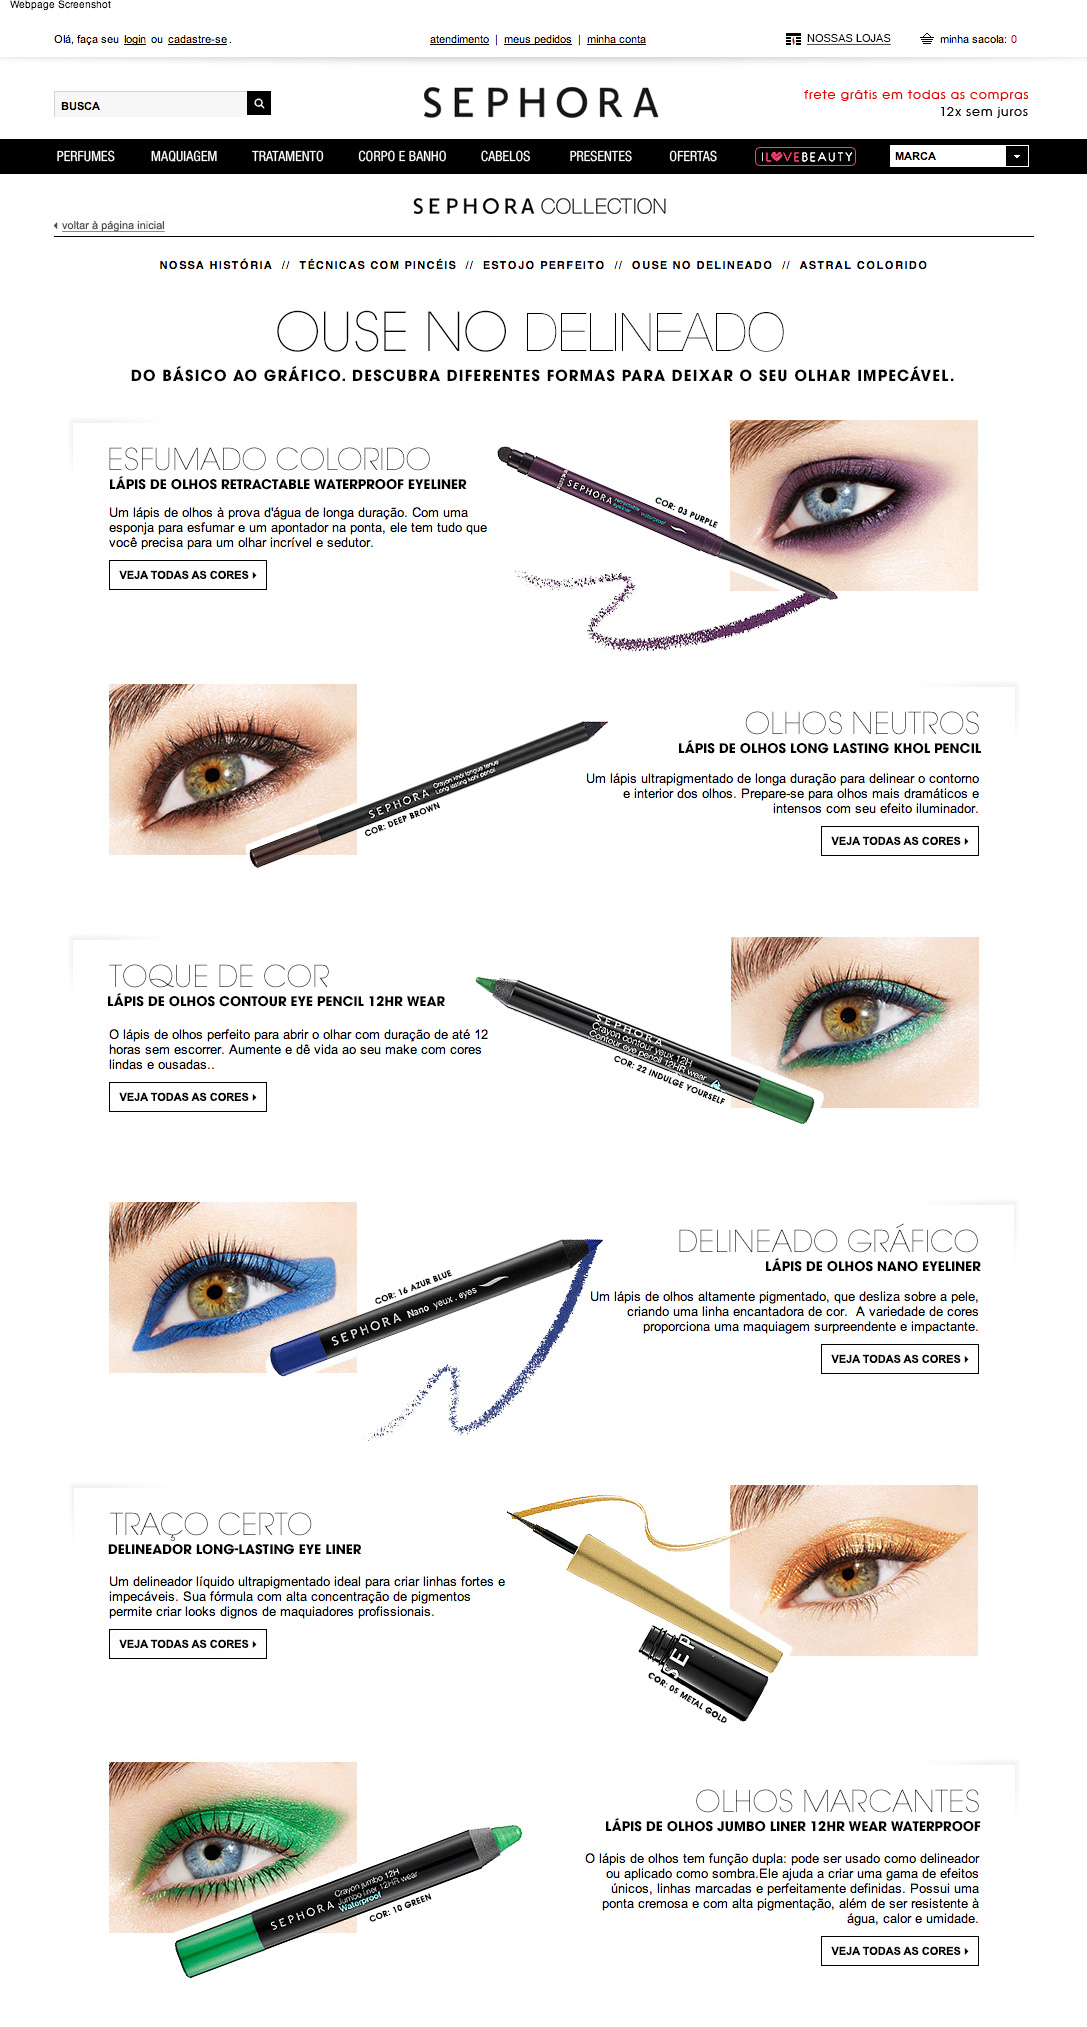 Webpage Screenshot
Olá, faça seu login ou cadastre-se.
atendimento | meus pedidos | minha conta
NOSSAS LOJAS
minha sacola: 0
BUSCA
SEPHORA
frete grátis em todas as compras
12x sem juros
PERFUMES MAQUIAGEM TRATAMENTO CORPO E BANHO CABELOS PRESENTES OFERTAS I LOVE BEAUTY MARCA
SEPHORA COLLECTION
voltar à página inicial
NOSSA HISTÓRIA // TÉCNICAS COM PINCÉIS // ESTOJO PERFEITO // OUSE NO DELINEADO // ASTRAL COLORIDO
OUSE NO DELINEADO
DO BÁSICO AO GRÁFICO. DESCUBRA DIFERENTES FORMAS PARA DEIXAR O SEU OLHAR IMPECÁVEL.
ESFUMADO COLORIDO
LÁPIS DE OLHOS RETRACTABLE WATERPROOF EYELINER
Um lápis de olhos à prova d'água de longa duração. Com uma
esponja para esfumar e um apontador na ponta, ele tem tudo que
você precisa para um olhar incrível e sedutor.
VEJA TODAS AS CORES
SEPHORA
retractable waterproof
eyeliner
COR: 03 PURPLE
OLHOS NEUTROS
LÁPIS DE OLHOS LONG LASTING KHOL PENCIL
Um lápis ultrapigmentado de longa duração para delinear o contorno
e interior dos olhos. Prepare-se para olhos mais dramáticos e
intensos com seu efeito iluminador.
VEJA TODAS AS CORES
SEPHORA
Crayon khôl longue tenue
Long lasting kohl pencil
COR: DEEP BROWN
TOQUE DE COR
LÁPIS DE OLHOS CONTOUR EYE PENCIL 12HR WEAR
O lápis de olhos perfeito para abrir o olhar com duração de até 12
horas sem escorrer. Aumente e dê vida ao seu make com cores
lindas e ousadas..
VEJA TODAS AS CORES
SEPHORA
Crayon contour yeux 12H
Contour eye pencil 12HR wear
COR: 22 INDULGE YOURSELF
DELINEADO GRÁFICO
LÁPIS DE OLHOS NANO EYELINER
Um lápis de olhos altamente pigmentado, que desliza sobre a pele,
criando uma linha encantadora de cor. A variedade de cores
proporciona uma maquiagem surpreendente e impactante.
VEJA TODAS AS CORES
COR: 16 AZUR BLUE
SEPHORA Nano yeux . eyes
TRAÇO CERTO
DELINEADOR LONG-LASTING EYE LINER
Um delineador líquido ultrapigmentado ideal para criar linhas fortes e
impecáveis. Sua fórmula com alta concentração de pigmentos
permite criar looks dignos de maquiadores profissionais.
VEJA TODAS AS CORES
SEP
COR: 05 METAL GOLD
OLHOS MARCANTES
LÁPIS DE OLHOS JUMBO LINER 12HR WEAR WATERPROOF
O lápis de olhos tem função dupla: pode ser usado como delineador
ou aplicado como sombra.Ele ajuda a criar uma gama de efeitos
únicos, linhas marcadas e perfeitamente definidas. Possui uma
ponta cremosa e com alta pigmentação, além de ser resistente à
água, calor e umidade.
VEJA TODAS AS CORES
SEPHORA
Crayon jumbo 12H
Jumbo liner 12HR wear
Waterproof
COR: 10 GREEN